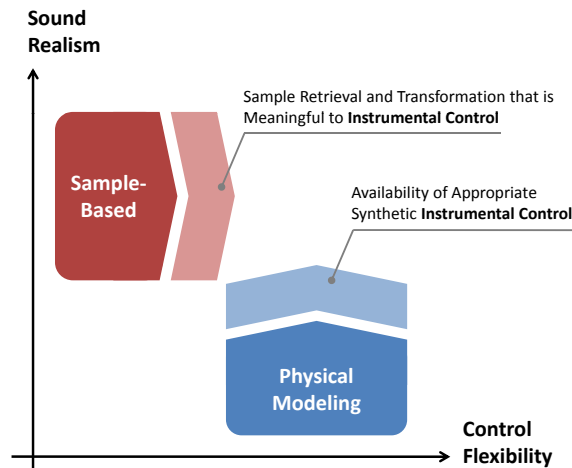 Sound
Realism
Sample Retrieval and Transformation that is
Meaningful to Instrumental Control
Sample-
Based
Availability of Appropriate
Synthetic Instrumental Control
Physical
Modeling
Control
Flexibility